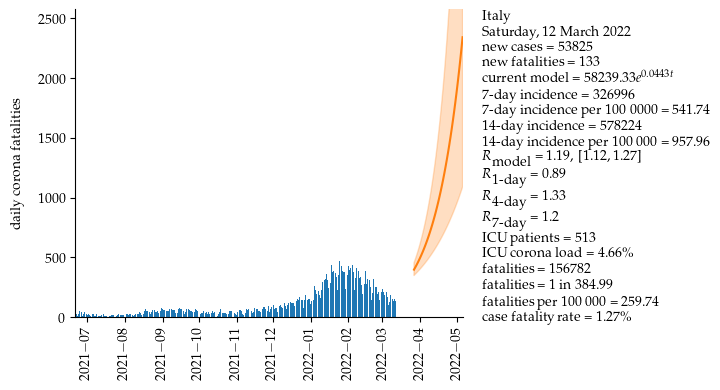 2500
2000
1500
1000
500
0
daily corona fatalities
2021−07
2021−08
2021−09
2021−10
2021−11
2021−12
2022−01
2022−02
2022−03
2022−04
2022−05
Italy
Saturday, 12 March 2022
new cases = 53825
new fatalities = 133
current model = 58239.33e^0.0443t
7-day incidence = 326996
7-day incidence per 100 0000 = 541.74
14-day incidence = 578224
14-day incidence per 100 000 = 957.96
R_model = 1.19, [1.12, 1.27]
R_1-day = 0.89
R_4-day = 1.33
R_7-day = 1.2
ICU patients = 513
ICU corona load = 4.66%
fatalities = 156782
fatalities = 1 in 384.99
fatalities per 100 000 = 259.74
case fatality rate = 1.27%